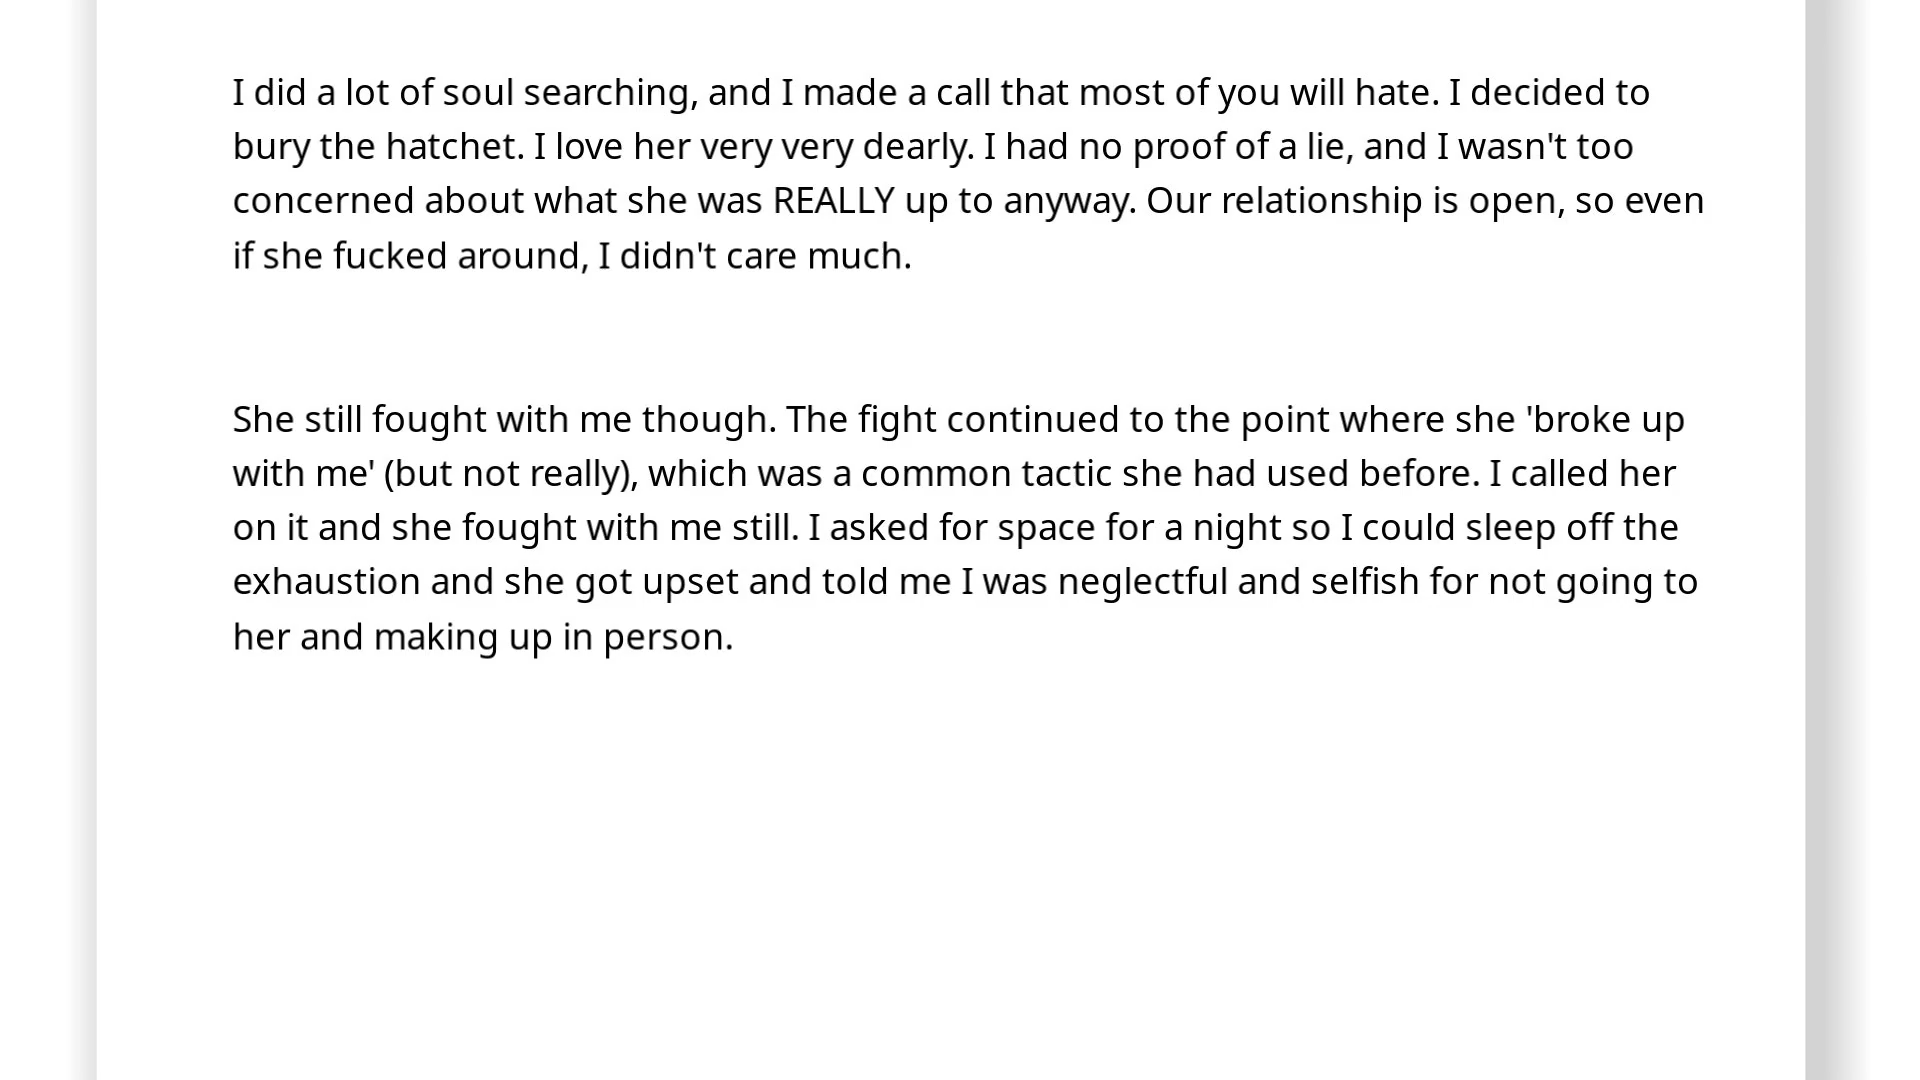 I did a lot of soul searching, and I made a call that most of you will hate. I decided to
bury the hatchet. I love her very very dearly. I had no proof of a lie, and I wasn't too
concerned about what she was REALLY up to anyway. Our relationship is open, so even
if she fucked around, I didn't care much.
She still fought with me though. The fight continued to the point where she 'broke up
with me' (but not really), which was a common tactic she had used before. I called her
on it and she fought with me still. I asked for space for a night so I could sleep off the
exhaustion and she got upset and told me I was neglectful and selfish for not going to
her and making up in person.